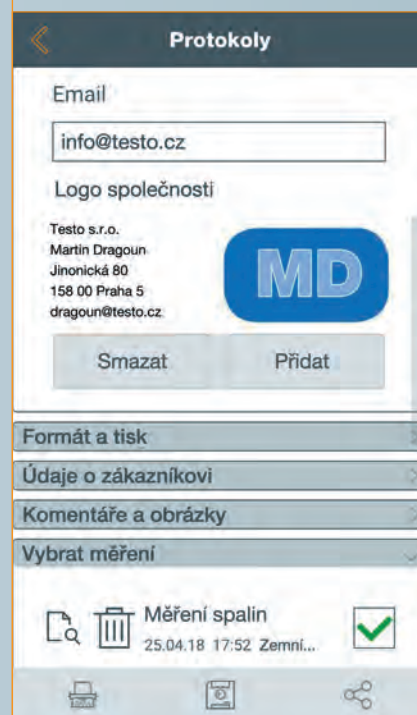 Protokoly
Email
info@testo.cz
Logo společnosti
Testo s.r.o.
Martin Dragoun
Jinonická 80
158 00 Praha 5
dragoun@testo.cz
MD
Smazat
Přidat
Formát a tisk
Údaje o zákazníkovi
Komentáře a obrázky
Vybrat měření
Měření spalin
25.04.18 17:52 Zemní...